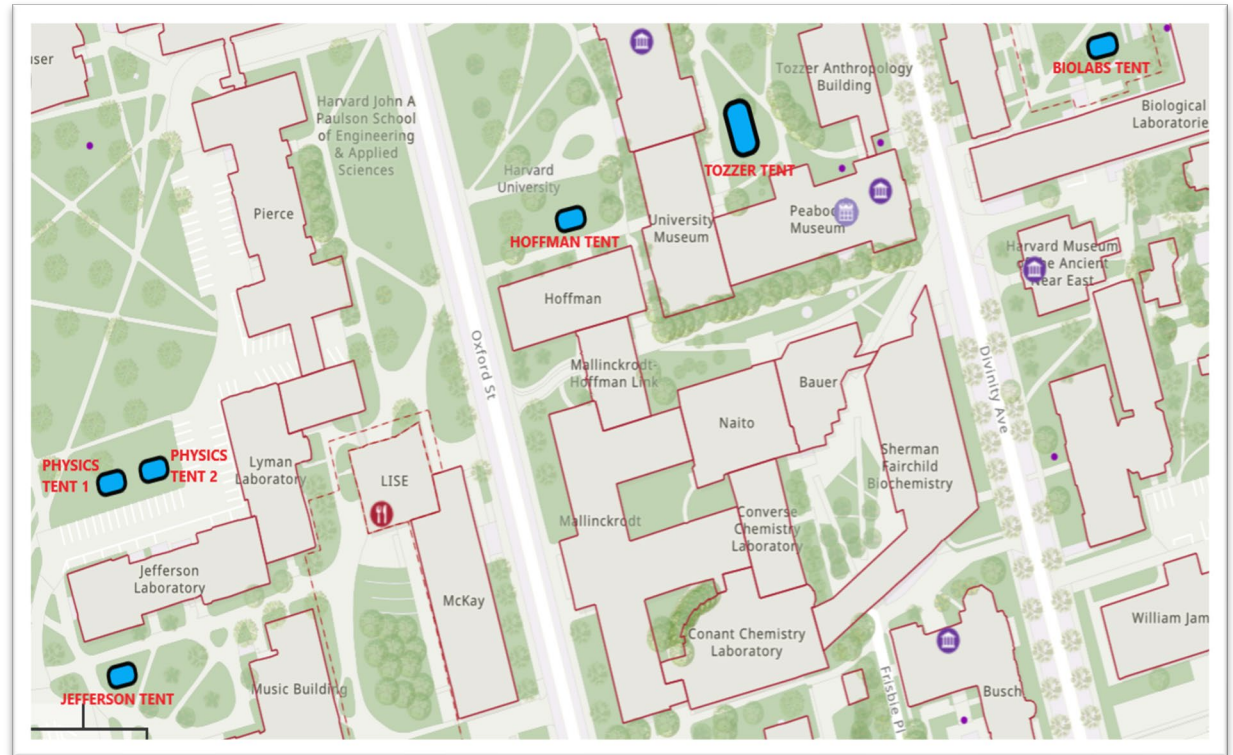 user
Harvard John A
Paulson School
of Engineering
& Applied
Sciences
Pierce
Harvard
University
HOFFMAN TENT
Hoffman
University
Museum
TOZZER TENT
Tozzer Anthropology
Building
Peabody
Museum
BIOLABS TENT
Biological
Laboratorie
Harvard Museum
of the Ancient
Near East
Oxford St
Divinity Ave
Mallinckrodt-
Hoffman Link
Bauer
Naito
Sherman
Fairchild
Biochemistry
PHYSICS
TENT 1
PHYSICS
TENT 2
Lyman
Laboratory
LISE
Mallinckrodt
Converse
Chemistry
Laboratory
Jefferson
Laboratory
McKay
Conant Chemistry
Laboratory
William Jam
JEFFERSON TENT
Music Building
Frisbie Pl
Busch